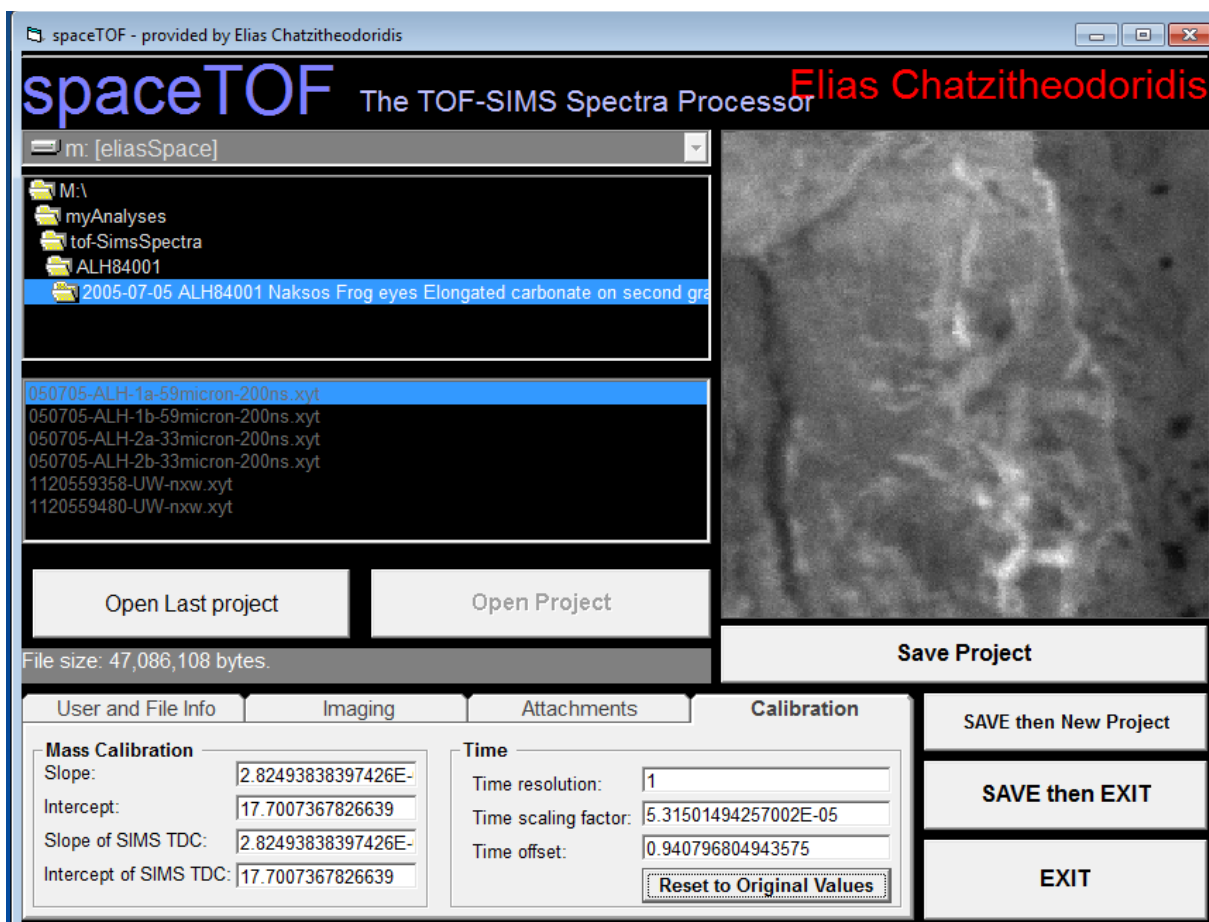 spaceTOF - provided by Elias Chatzitheodoridis
spaceTOF The TOF-SIMS Spectra Processor
Elias Chatzitheodoridis
m: [eliasSpace]
M:\
myAnalyses
tof-SimsSpectra
ALH84001
2005-07-05 ALH84001 Naksos Frog eyes Elongated carbonate on second gra
050705-ALH-1a-59micron-200ns.xyt
050705-ALH-1b-59micron-200ns.xyt
050705-ALH-2a-33micron-200ns.xyt
050705-ALH-2b-33micron-200ns.xyt
1120559358-UW-nxw.xyt
1120559480-UW-nxw.xyt
Open Last project
Open Project
File size: 47,086,108 bytes.
Save Project
User and File Info
Imaging
Attachments
Calibration
Mass Calibration
Slope: 2.82493838397426E-
Intercept: 17.7007367826639
Slope of SIMS TDC: 2.82493838397426E-
Intercept of SIMS TDC: 17.7007367826639
Time
Time resolution: 1
Time scaling factor: 5.31501494257002E-05
Time offset: 0.940796804943575
Reset to Original Values
SAVE then New Project
SAVE then EXIT
EXIT